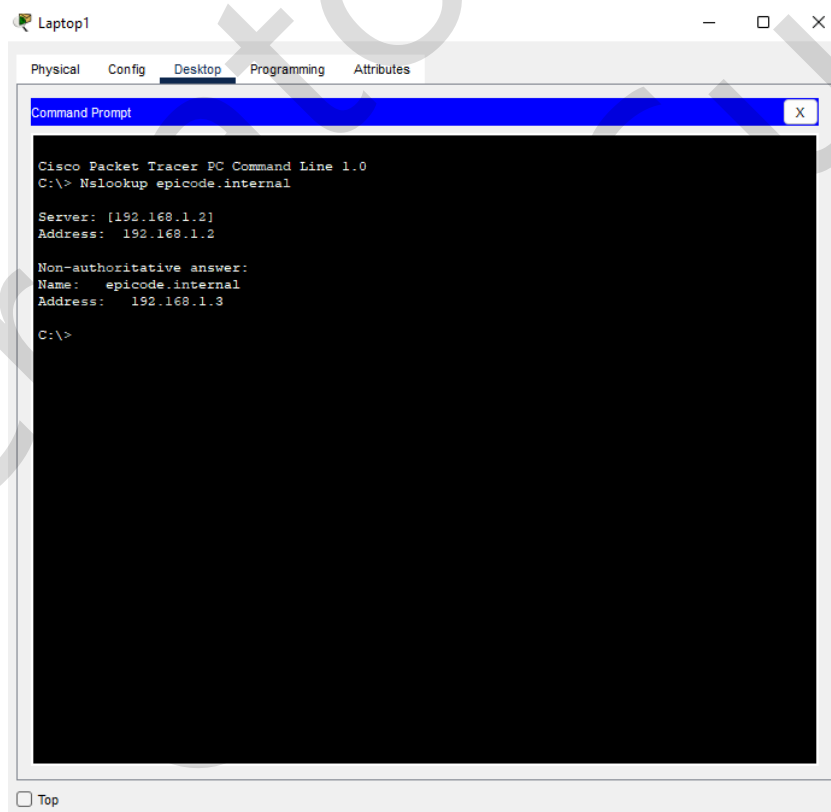 Laptop1
Physical Config Desktop Programming Attributes
Command Prompt X
Cisco Packet Tracer PC Command Line 1.0
C:\> Nslookup epicode.internal
Server: [192.168.1.2]
Address: 192.168.1.2
Non-authoritative answer:
Name: epicode.internal
Address: 192.168.1.3
C:\>
Top